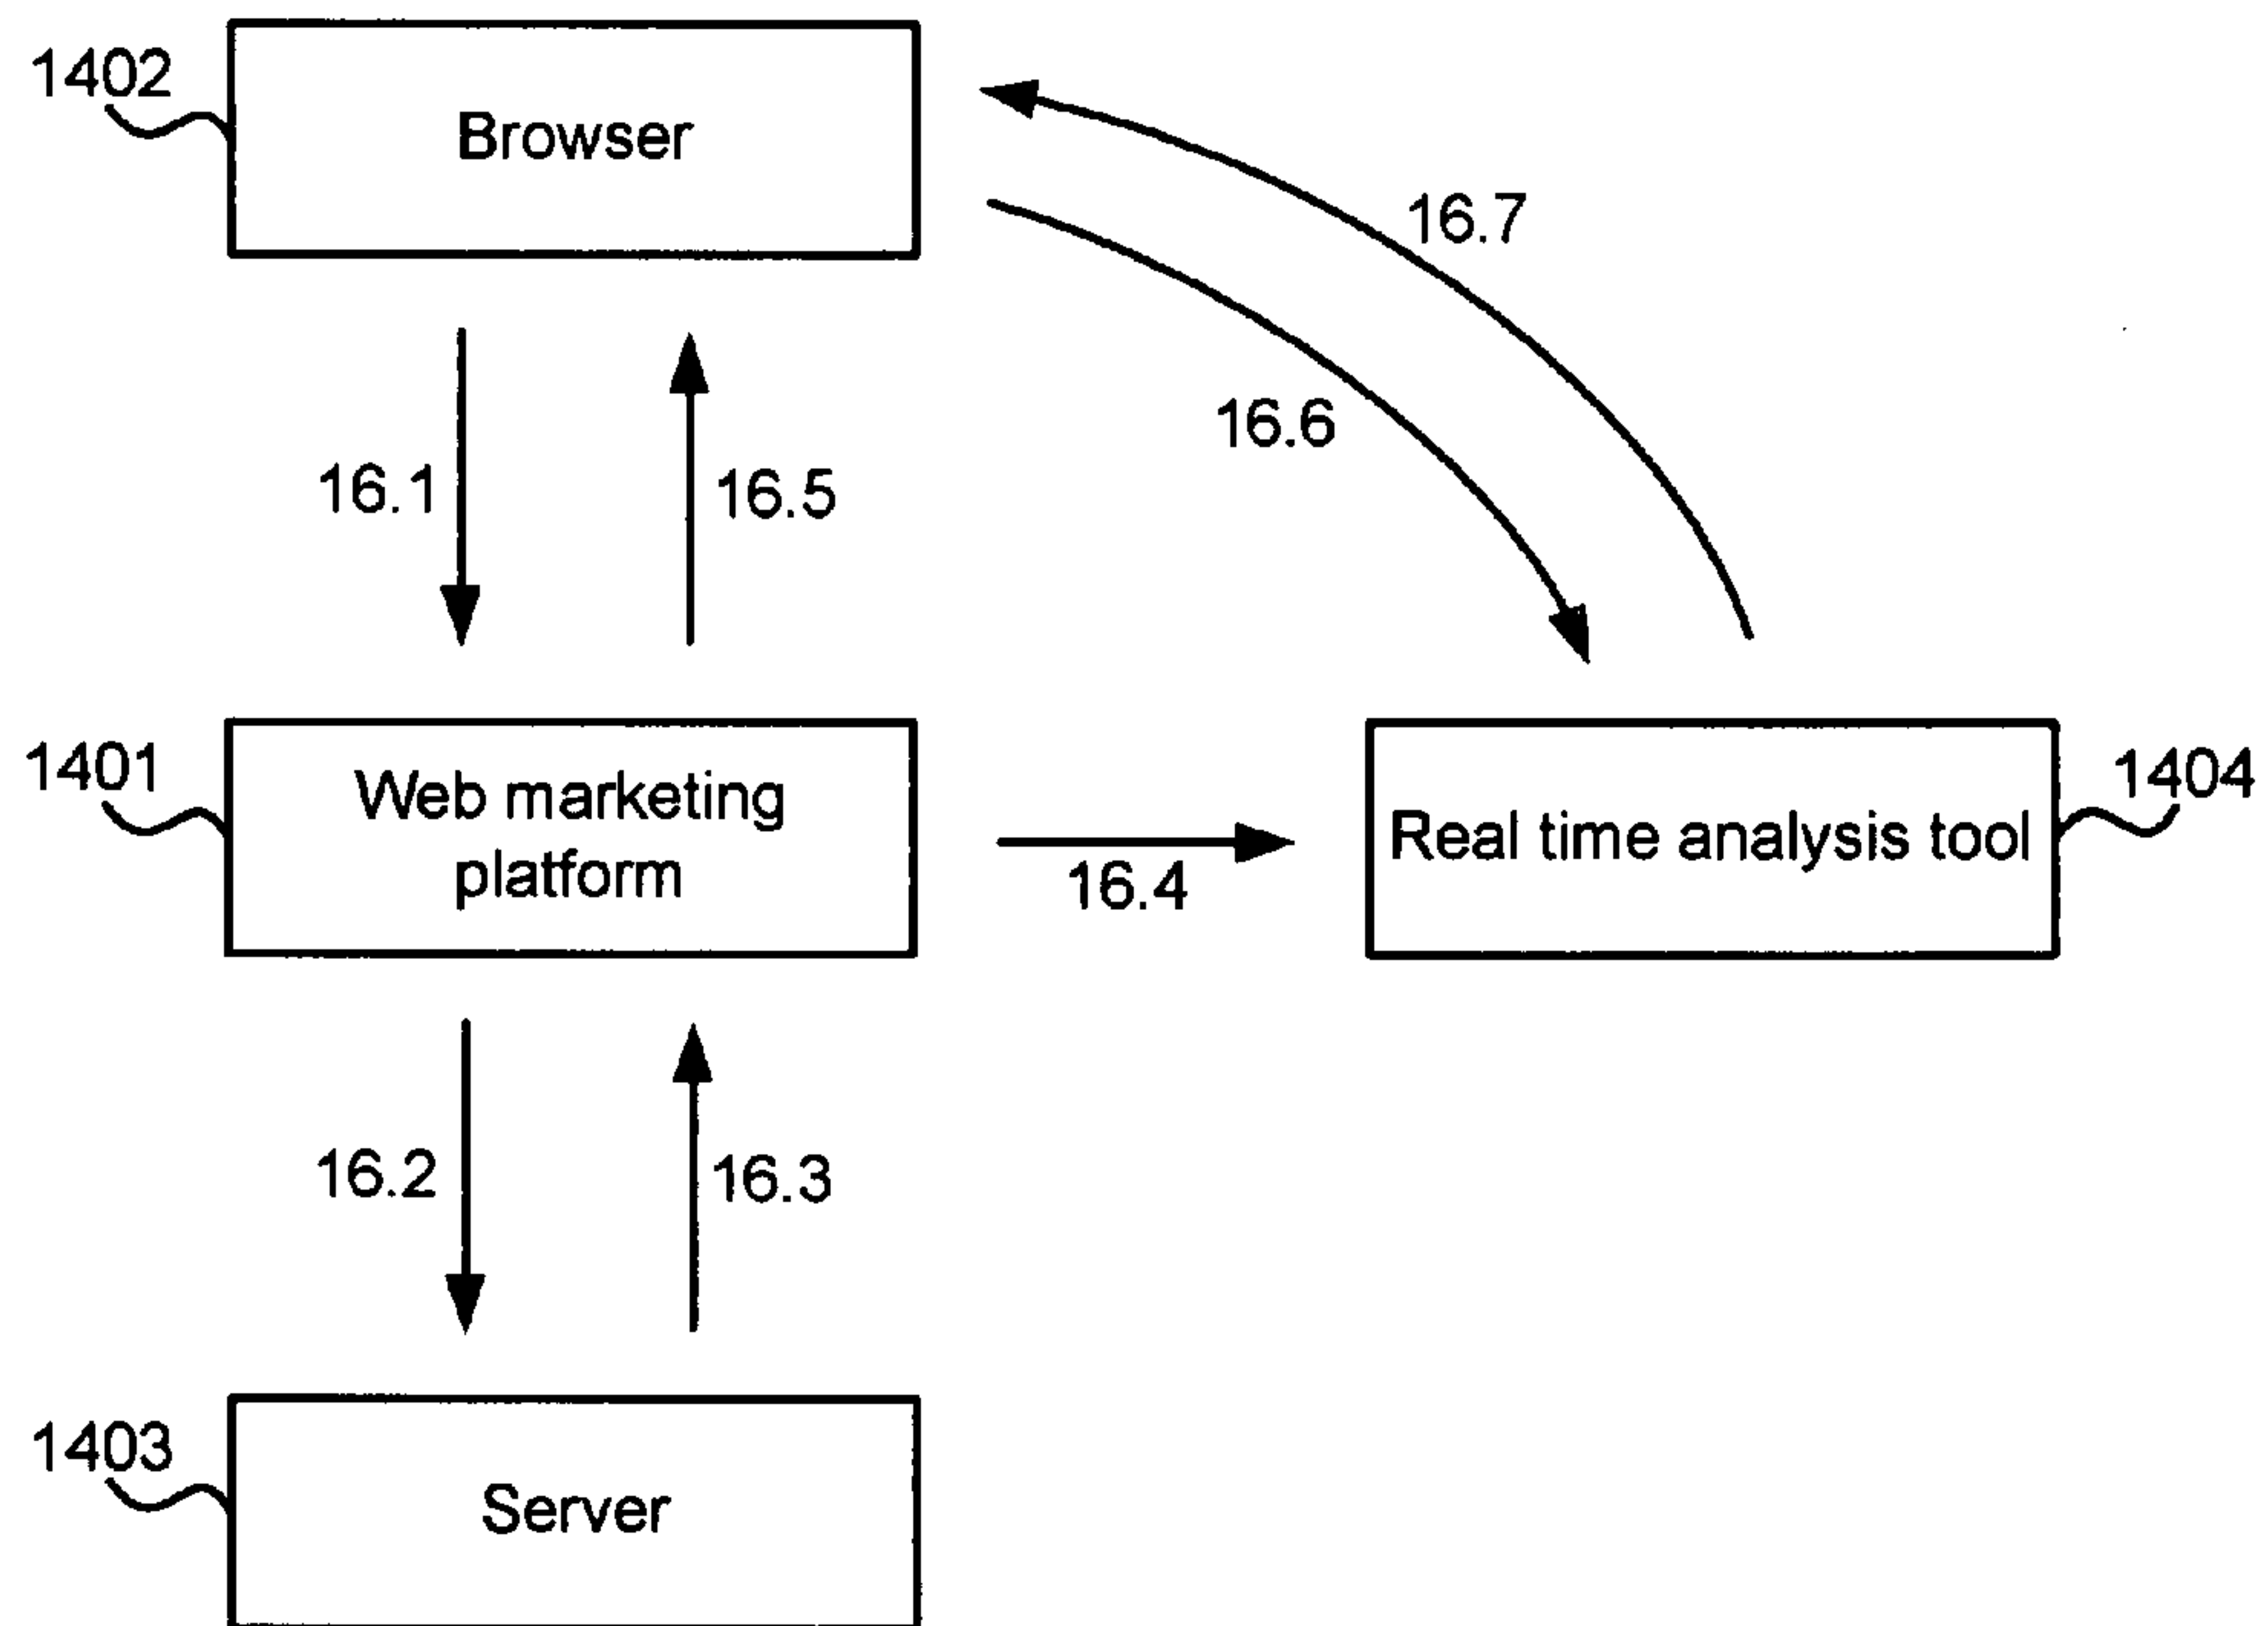 1402
Browser
16.7
16.6
16.1
16.5
1401
Web marketing
platform
16.4
Real time analysis tool
1404
16.2
16.3
1403
Server